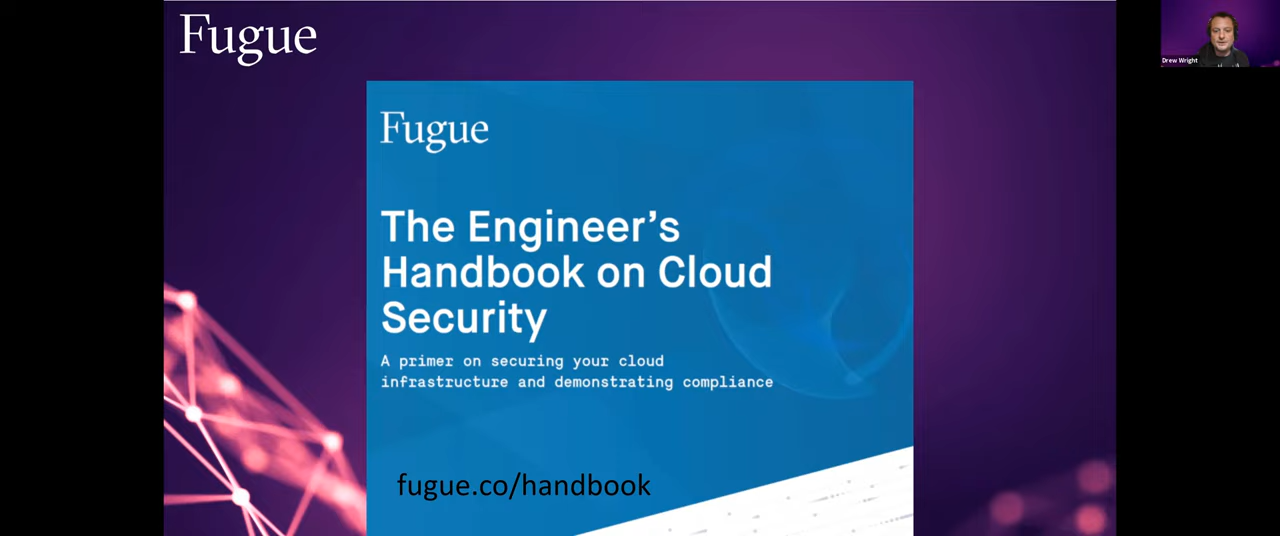 Fugue
Drew Wright
Fugue
The Engineer’s
Handbook on Cloud
Security
A primer on securing your cloud
infrastructure and demonstrating compliance
fugue.co/handbook